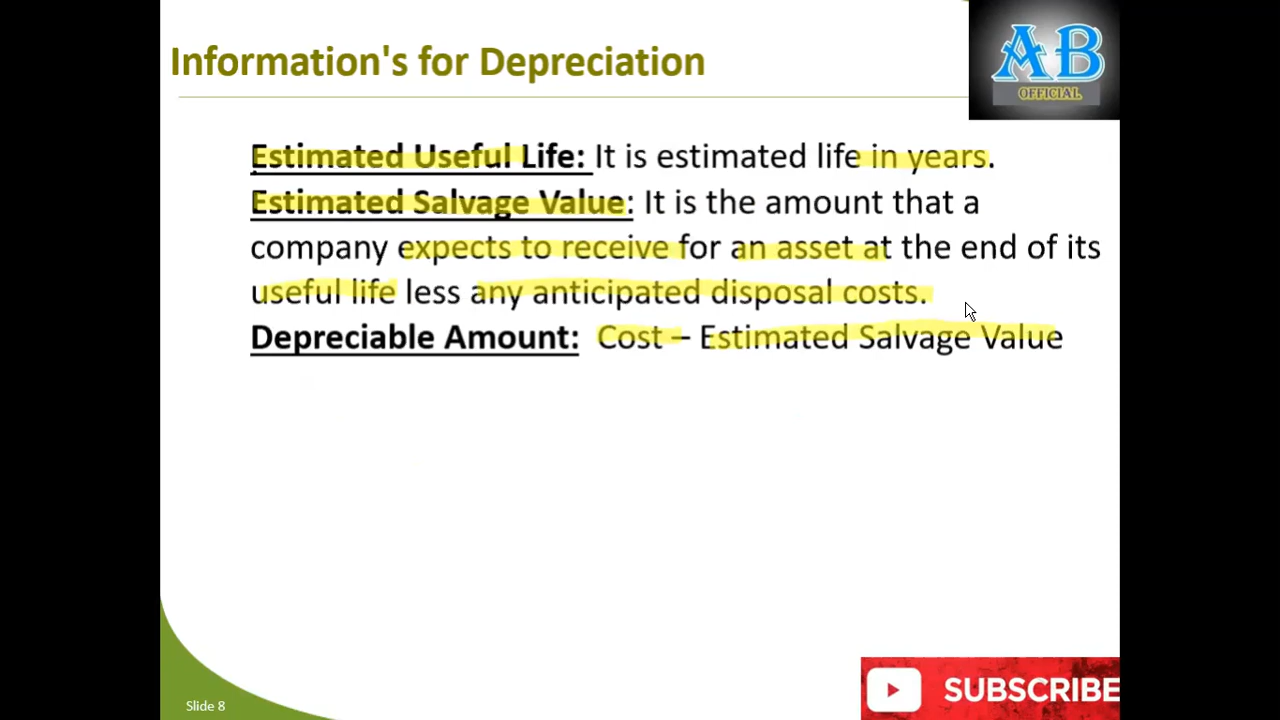 Information's for Depreciation
AB
OFFICIAL
Estimated Useful Life: It is estimated life in years.
Estimated Salvage Value: It is the amount that a
company expects to receive for an asset at the end of its
useful life less any anticipated disposal costs.
Depreciable Amount: Cost – Estimated Salvage Value
SUBSCRIBE
Slide 8